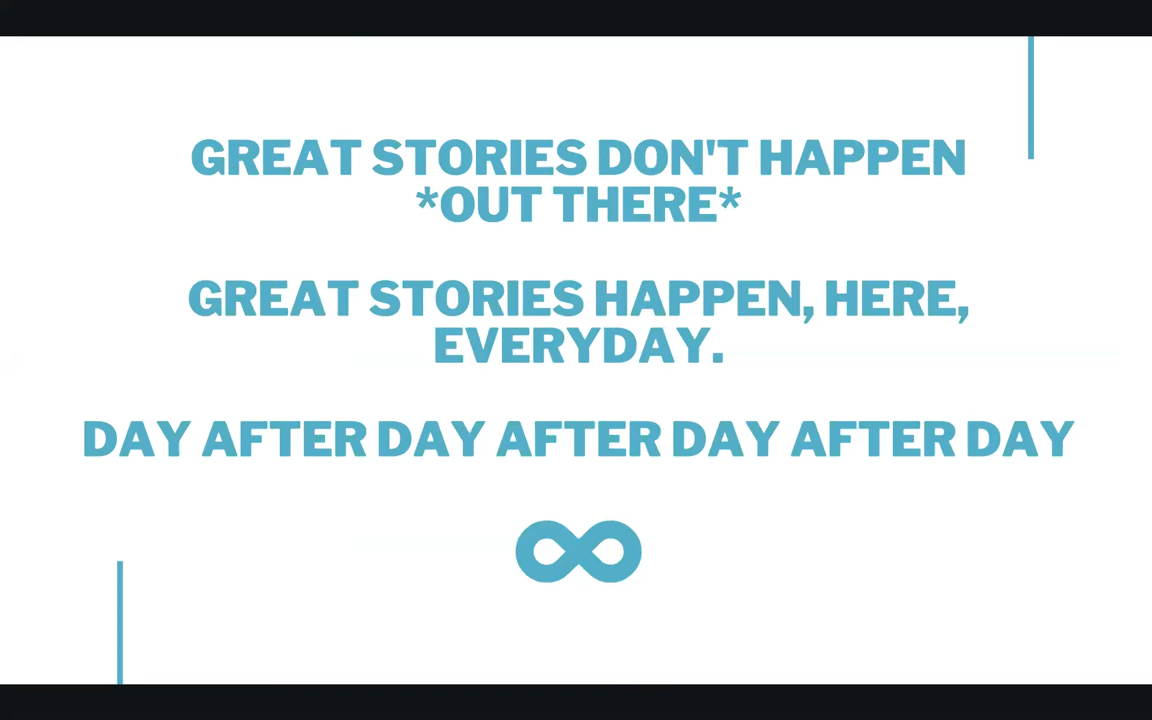 GREAT STORIES DON'T HAPPEN
*OUT THERE*
GREAT STORIES HAPPEN, HERE,
EVERYDAY.
DAY AFTER DAY AFTER DAY AFTER DAY
∞